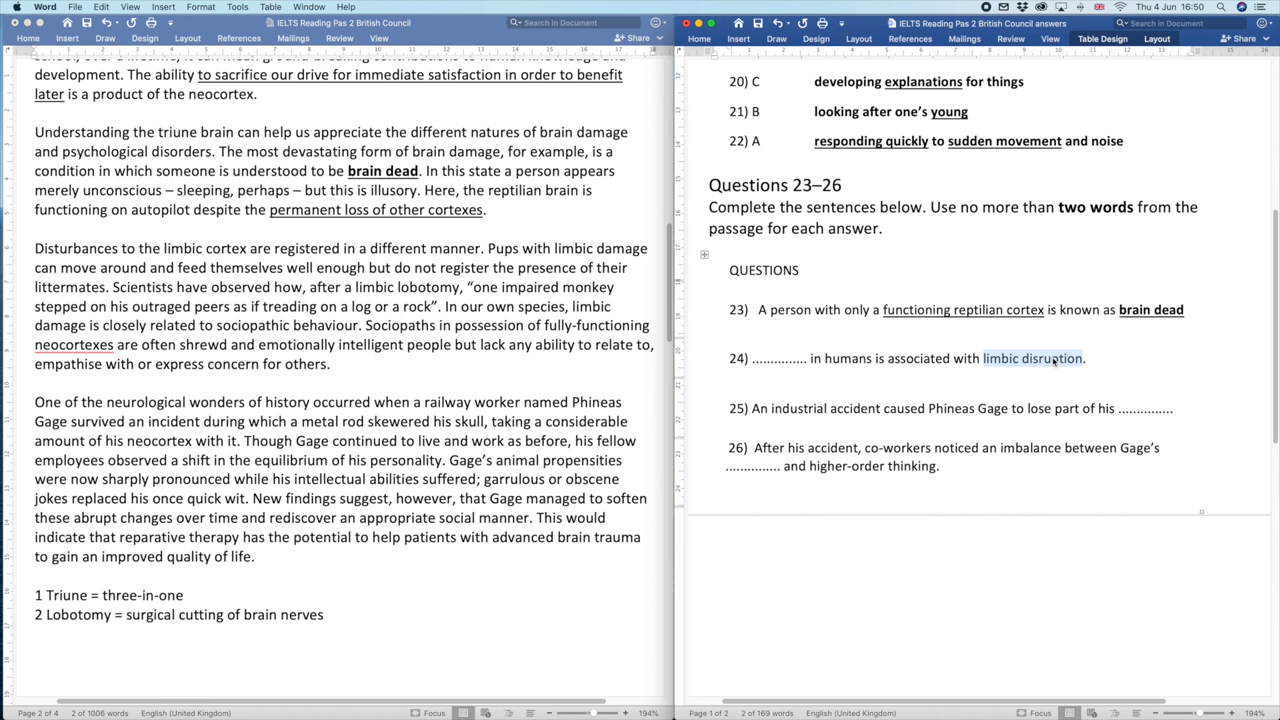 Word File Edit View Insert Format Tools Table Window Help
Thu 4 Jun 16:50
IELTS Reading Pas 2 British Council
Search in Document
Home Insert Draw Design Layout References Mailings Review View
Share
development. The ability to sacrifice our drive for immediate satisfaction in order to benefit
later is a product of the neocortex.
Understanding the triune brain can help us appreciate the different natures of brain damage
and psychological disorders. The most devastating form of brain damage, for example, is a
condition in which someone is understood to be brain dead. In this state a person appears
merely unconscious – sleeping, perhaps – but this is illusory. Here, the reptilian brain is
functioning on autopilot despite the permanent loss of other cortexes.
Disturbances to the limbic cortex are registered in a different manner. Pups with limbic damage
can move around and feed themselves well enough but do not register the presence of their
littermates. Scientists have observed how, after a limbic lobotomy, “one impaired monkey
stepped on his outraged peers as if treading on a log or a rock”. In our own species, limbic
damage is closely related to sociopathic behaviour. Sociopaths in possession of fully-functioning
neocortexes are often shrewd and emotionally intelligent people but lack any ability to relate to,
empathise with or express concern for others.
One of the neurological wonders of history occurred when a railway worker named Phineas
Gage survived an incident during which a metal rod skewered his skull, taking a considerable
amount of his neocortex with it. Though Gage continued to live and work as before, his fellow
employees observed a shift in the equilibrium of his personality. Gage’s animal propensities
were now sharply pronounced while his intellectual abilities suffered; garrulous or obscene
jokes replaced his once quick wit. New findings suggest, however, that Gage managed to soften
these abrupt changes over time and rediscover an appropriate social manner. This would
indicate that reparative therapy has the potential to help patients with advanced brain trauma
to gain an improved quality of life.
1 Triune = three-in-one
2 Lobotomy = surgical cutting of brain nerves
Page 2 of 4 2 of 1006 words English (United Kingdom) Focus 194%
IELTS Reading Pas 2 British Council answers
Search in Document
Home Insert Draw Design Layout References Mailings Review View Table Design Layout
Share
20) C developing explanations for things
21) B looking after one’s young
22) A responding quickly to sudden movement and noise
Questions 23–26
Complete the sentences below. Use no more than two words from the
passage for each answer.
QUESTIONS
23) A person with only a functioning reptilian cortex is known as brain dead
24) .............. in humans is associated with limbic disruption.
25) An industrial accident caused Phineas Gage to lose part of his ..............
26) After his accident, co-workers noticed an imbalance between Gage’s
.............. and higher-order thinking.
Page 1 of 2 2 of 169 words English (United Kingdom) Focus 194%